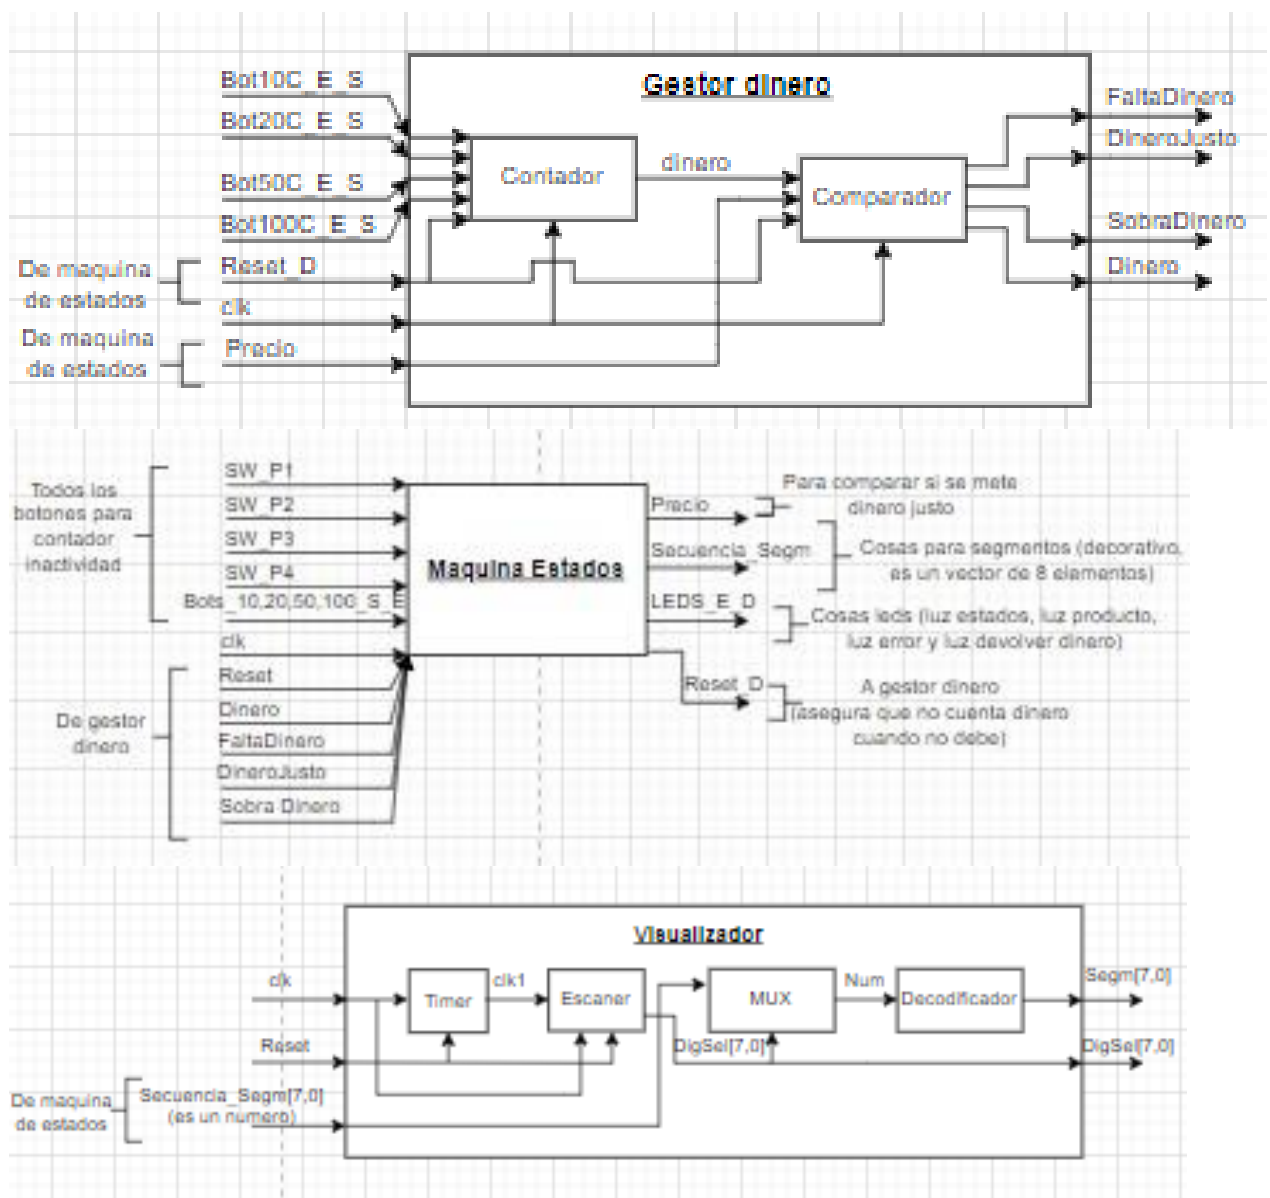 Gestor dinero
Bot10C_E_S
Bot20C_E_S
Bot50C_E_S
Bot100C_E_S
De maquina
de estados
Reset_D
clk
De maquina
de estados
Precio
Contador
dinero
Comparador
FaltaDinero
DineroJusto
SobraDinero
Dinero
Todos los
botones para
contador
inactividad
SW_P1
SW_P2
SW_P3
SW_P4
Bots_10,20,50,100_S_E
clk
De gestor
dinero
Reset
Dinero
FaltaDinero
DineroJusto
Sobra Dinero
Maquina Estados
Precio
Para comparar si se mete
dinero justo
Secuencia_Segm
Cosas para segmentos (decorativo,
es un vector de 8 elementos)
LEDS_E_D
Cosas leds (luz estados, luz producto,
luz error y luz devolver dinero)
Reset_D
A gestor dinero
(asegura que no cuenta dinero
cuando no debe)
Visualizador
clk
Timer
clk1
Escaner
MUX
Num
Decodificador
Segm[7,0]
Reset
DigSel[7,0]
DigSel[7,0]
De maquina
de estados
Secuencia_Segm[7,0]
(es un número)